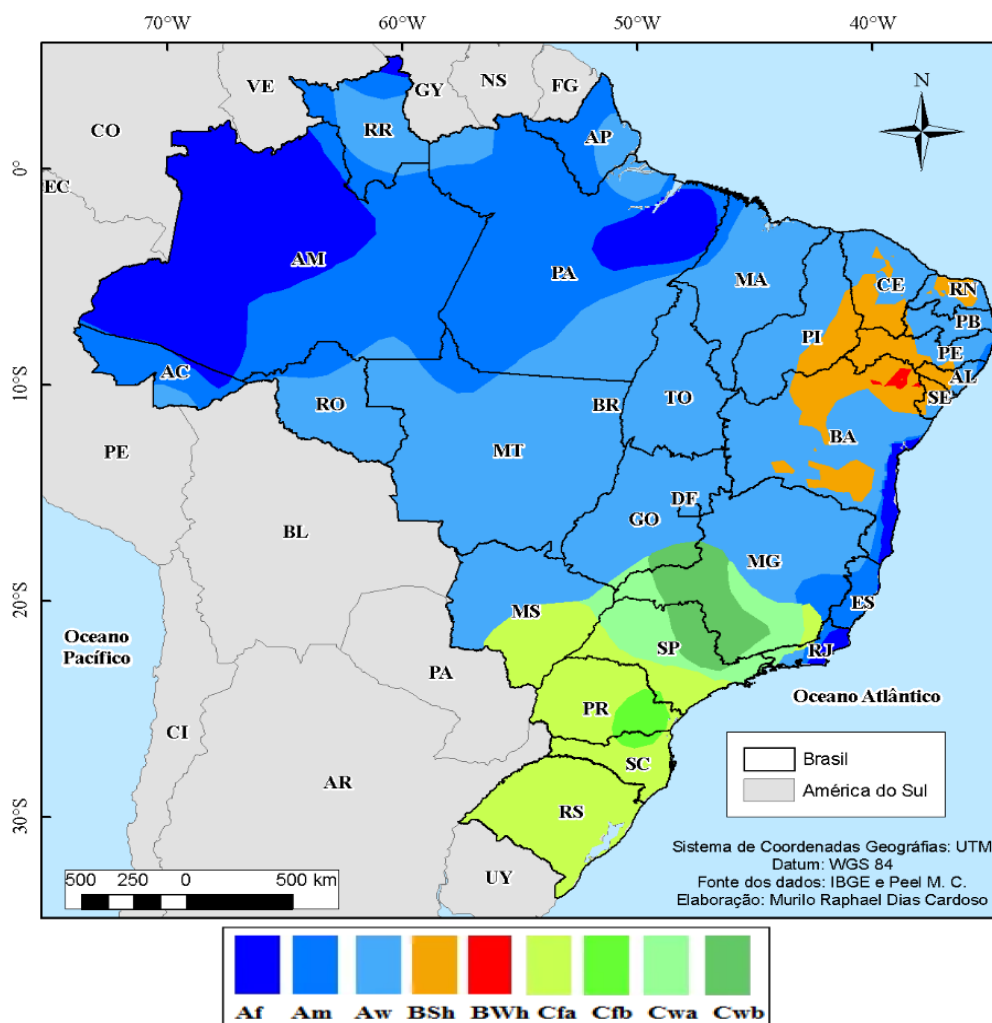 70°W 60°W 50°W 40°W
0°
10°S
20°S
30°S
N
VE
GY
NS
FG
CO
RR
AP
EC
AM
PA
MA
CE
RN
PB
PI
PE
AC
AL
SE
RO
BR
TO
PE
MT
BA
DF
BL
GO
MG
MS
ES
Oceano
Pacífico
SP
RJ
PA
Oceano Atlântico
PR
CI
SC
AR
RS
UY
Brasil
América do Sul
Sistema de Coordenadas Geográfias: UTM
Datum: WGS 84
Fonte dos dados: IBGE e Peel M. C.
Elaboração: Murilo Raphael Dias Cardoso
500 250 0 500 km
Af Am Aw BSh BWh Cfa Cfb Cwa Cwb